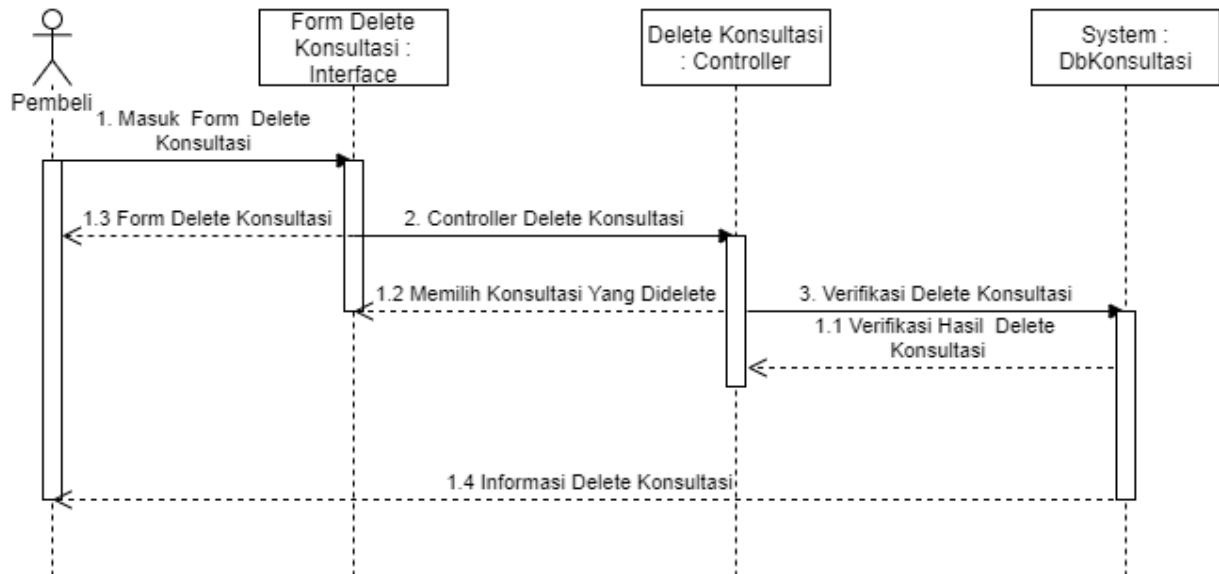 Pembeli
Form Delete
Konsultasi :
Interface
Delete Konsultasi
: Controller
System :
DbKonsultasi
1. Masuk Form Delete
Konsultasi
1.3 Form Delete Konsultasi
2. Controller Delete Konsultasi
1.2 Memilih Konsultasi Yang Didelete
3. Verifikasi Delete Konsultasi
1.1 Verifikasi Hasil Delete
Konsultasi
1.4 Informasi Delete Konsultasi